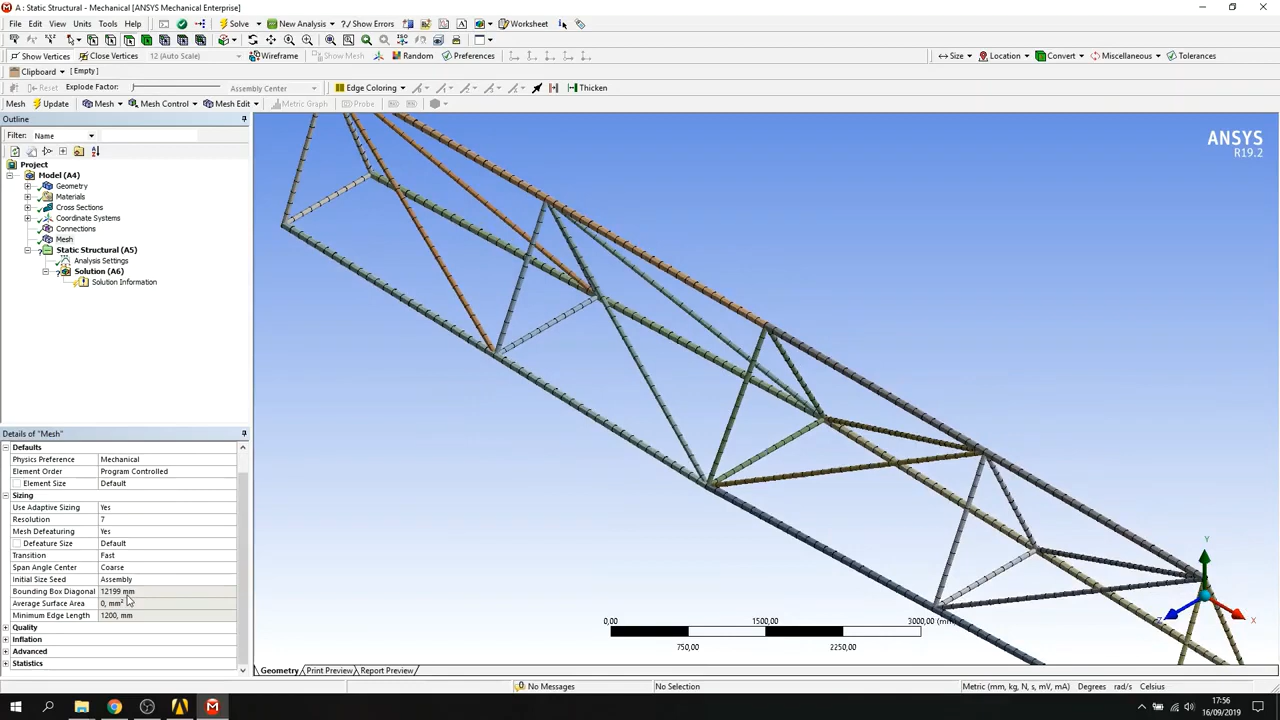 A : Static Structural - Mechanical [ANSYS Mechanical Enterprise]
File Edit View Units Tools Help Solve New Analysis Show Errors Worksheet
Show Vertices Close Vertices 12 (Auto Scale) Wireframe Show Mesh Random Preferences Size Location Convert Miscellaneous Tolerances
Clipboard [ Empty ]
Reset Explode Factor: Assembly Center Edge Coloring Thicken
Mesh Update Mesh Mesh Control Mesh Edit Metric Graph Probe
Outline
Filter: Name
Project
Model (A4)
Geometry
Materials
Cross Sections
Coordinate Systems
Connections
Mesh
Static Structural (A5)
Analysis Settings
Solution (A6)
Solution Information
ANSYS
R19.2
Details of "Mesh"
Defaults
Physics Preference Mechanical
Element Order Program Controlled
Element Size Default
Sizing
Use Adaptive Sizing Yes
Resolution 7
Mesh Defeaturing Yes
Defeature Size Default
Transition Fast
Span Angle Center Coarse
Initial Size Seed Assembly
Bounding Box Diagonal 12199 mm
Average Surface Area 0, mm²
Minimum Edge Length 1200, mm
Quality
Inflation
Advanced
Statistics
Y
Z
X
0,00 1500,00 3000,00 (mm)
750,00 2250,00
Geometry Print Preview Report Preview
No Messages No Selection Metric (mm, kg, N, s, mV, mA) Degrees rad/s Celsius
17:56
16/09/2019